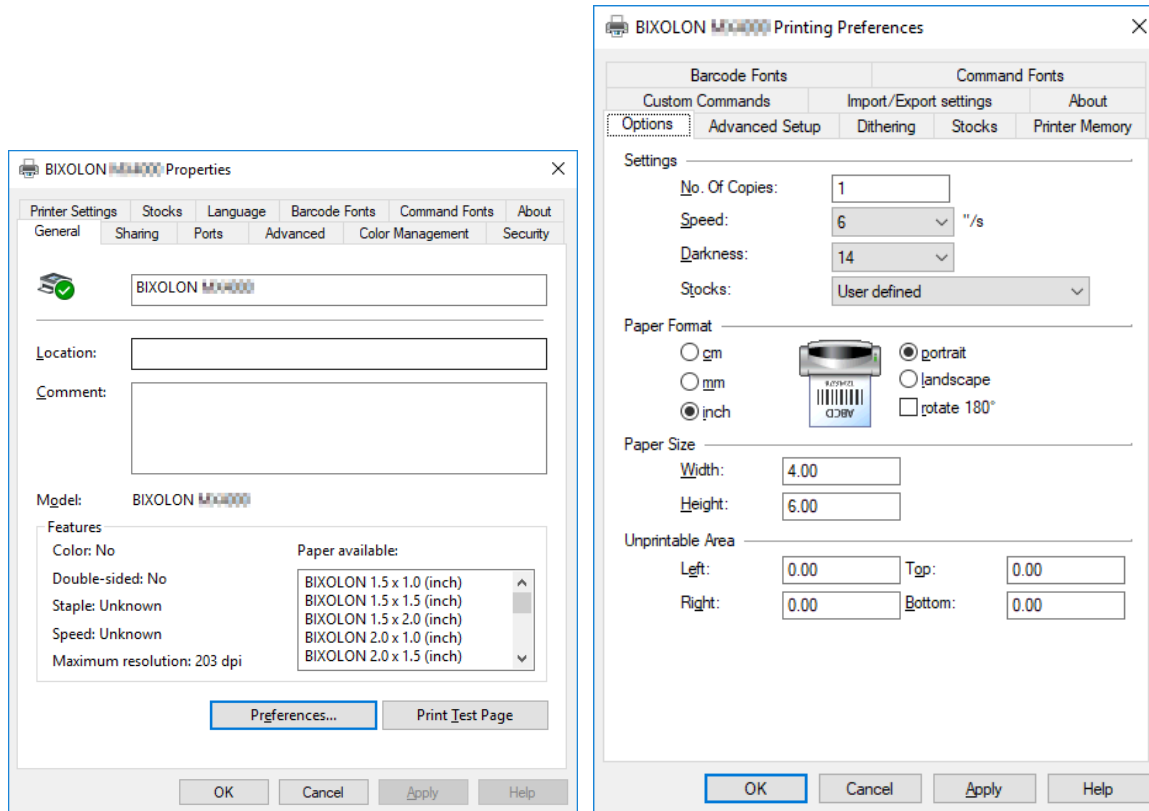 BIXOLON Properties
Printer Settings Stocks Language Barcode Fonts Command Fonts About
General Sharing Ports Advanced Color Management Security
BIXOLON
Location:
Comment:
Model: BIXOLON
Features
Color: No
Double-sided: No
Staple: Unknown
Speed: Unknown
Maximum resolution: 203 dpi
Paper available:
BIXOLON 1.5 x 1.0 (inch)
BIXOLON 1.5 x 1.5 (inch)
BIXOLON 1.5 x 2.0 (inch)
BIXOLON 2.0 x 1.0 (inch)
BIXOLON 2.0 x 1.5 (inch)
Preferences... Print Test Page
OK Cancel Apply Help
BIXOLON Printing Preferences
Barcode Fonts Command Fonts
Custom Commands Import/Export settings About
Options Advanced Setup Dithering Stocks Printer Memory
Settings
No. Of Copies: 1
Speed: 6 "/s
Darkness: 14
Stocks: User defined
Paper Format
cm portrait
mm landscape
inch rotate 180°
ABCD
Paper Size
Width: 4.00
Height: 6.00
Unprintable Area
Left: 0.00 Top: 0.00
Right: 0.00 Bottom: 0.00
OK Cancel Apply Help